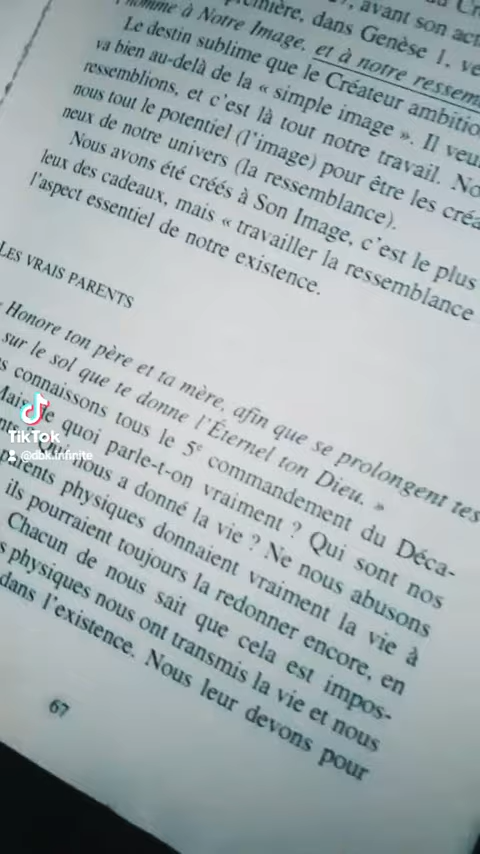 avant son
l'homme à Notre Image, et à notre ressem
Le destin sublime que le Créateur ambitio
va bien au-delà de la « simple image ». Il veu
ressemblions, et c'est là tout notre travail. No
nous tout le potentiel (l'image) pour être les créa
neux de notre univers (la ressemblance).
Nous avons été créés à Son Image, c'est le plus
leux des cadeaux, mais « travailler la ressemblance
l'aspect essentiel de notre existence.
LES VRAIS PARENTS
Honore ton père et ta mère, afin que se prolongent tes
sur le sol que te donne l'Éternel ton Dieu. »
s connaissons tous le 5e commandement du Déca-
Mais de quoi parle-t-on vraiment ? Qui sont nos
Qui nous a donné la vie ? Ne nous abusons
parents physiques donnaient vraiment la vie à
ils pourraient toujours la redonner encore, en
Chacun de nous sait que cela est impos-
s physiques nous ont transmis la vie et nous
dans l'existence. Nous leur devons pour
67
TikTok
@dbk.infinite